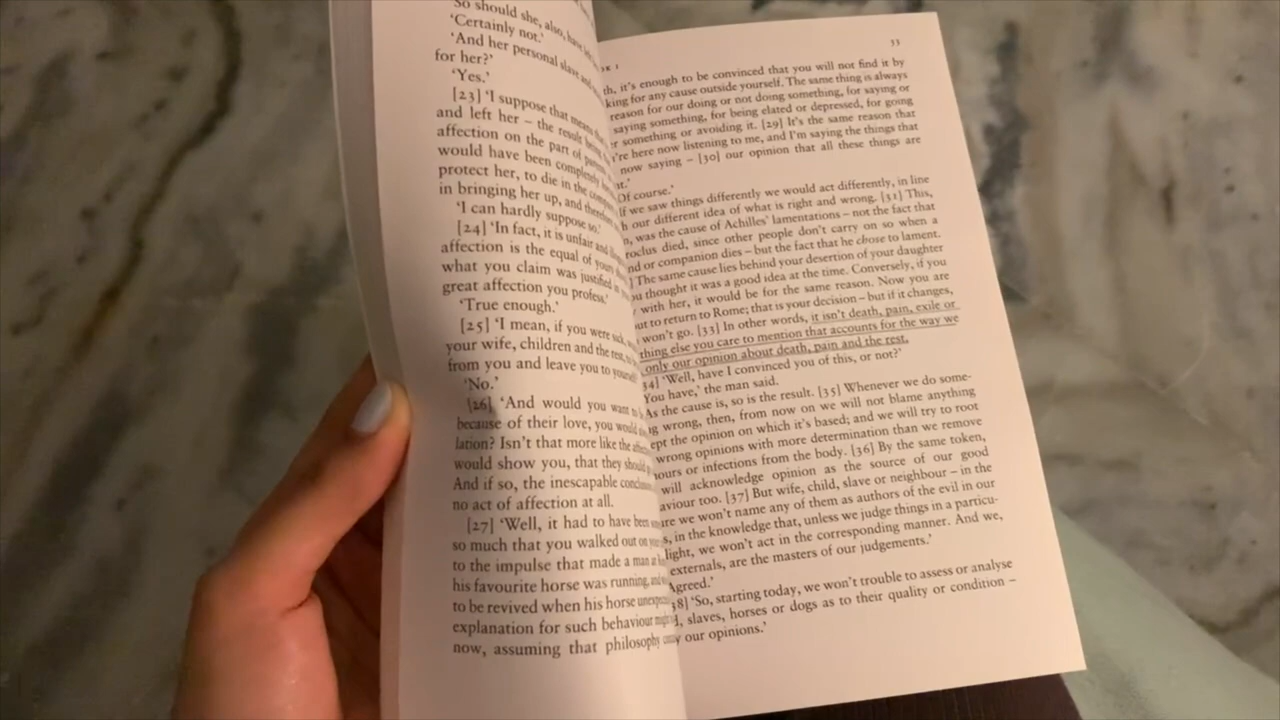 So should she, also, have
'Certainly not.'
'And her personal slave and
for her?'
'Yes.'
[23] 'I suppose that means
and left her – the result being
affection on the part of
would have been completely
protect her, to die in the
in bringing her up, and therefore
'I can hardly suppose so.'
[24] 'In fact, it is unfair and
affection is the equal of yours
what you claim was justified
great affection you profess.'
'True enough.'
[25] 'I mean, if you were sick,
your wife, children and the rest,
from you and leave you to yourself
'No.'
[26] 'And would you want to
because of their love, you would
lation? Isn't that more like the
would show you, that they should
And if so, the inescapable
no act of affection at all.
[27] 'Well, it had to have been
so much that you walked out on
to the impulse that made a man
his favourite horse was running, and
to be revived when his horse
explanation for such behaviour
now, assuming that philosophy
33
th, it's enough to be convinced that you will not find it by
king for any cause outside yourself. The same thing is always
reason for our doing or not doing something, for saying or
saying something, for being elated or depressed, for going
r something or avoiding it. [29] It's the same reason that
're here now listening to me, and I'm saying the things that
now saying – [30] our opinion that all these things are
Of course.'
If we saw things differently we would act differently, in line
h our different idea of what is right and wrong. [31] This,
n, was the cause of Achilles' lamentations – not the fact that
roclus died, since other people don't carry on so when a
nd or companion dies – but the fact that he chose to lament.
] The same cause lies behind your desertion of your daughter
ou thought it was a good idea at the time. Conversely, if you
with her, it would be for the same reason. Now you are
ut to return to Rome; that is your decision – but if it changes,
won't go. [33] In other words, it isn't death, pain, exile or
thing else you care to mention that accounts for the way we
only our opinion about death, pain and the rest.
34] 'Well, have I convinced you of this, or not?'
You have,' the man said.
As the cause is, so is the result. [35] Whenever we do some-
ng wrong, then, from now on we will not blame anything
ept the opinion on which it's based; and we will try to root
wrong opinions with more determination than we remove
ours or infections from the body. [36] By the same token,
will acknowledge opinion as the source of our good
aviour too. [37] But wife, child, slave or neighbour – in the
re we won't name any of them as authors of the evil in our
s, in the knowledge that, unless we judge things in a particu-
light, we won't act in the corresponding manner. And we,
externals, are the masters of our judgements.'
Agreed.'
38] 'So, starting today, we won't trouble to assess or analyse
, slaves, horses or dogs as to their quality or condition –
our opinions.'